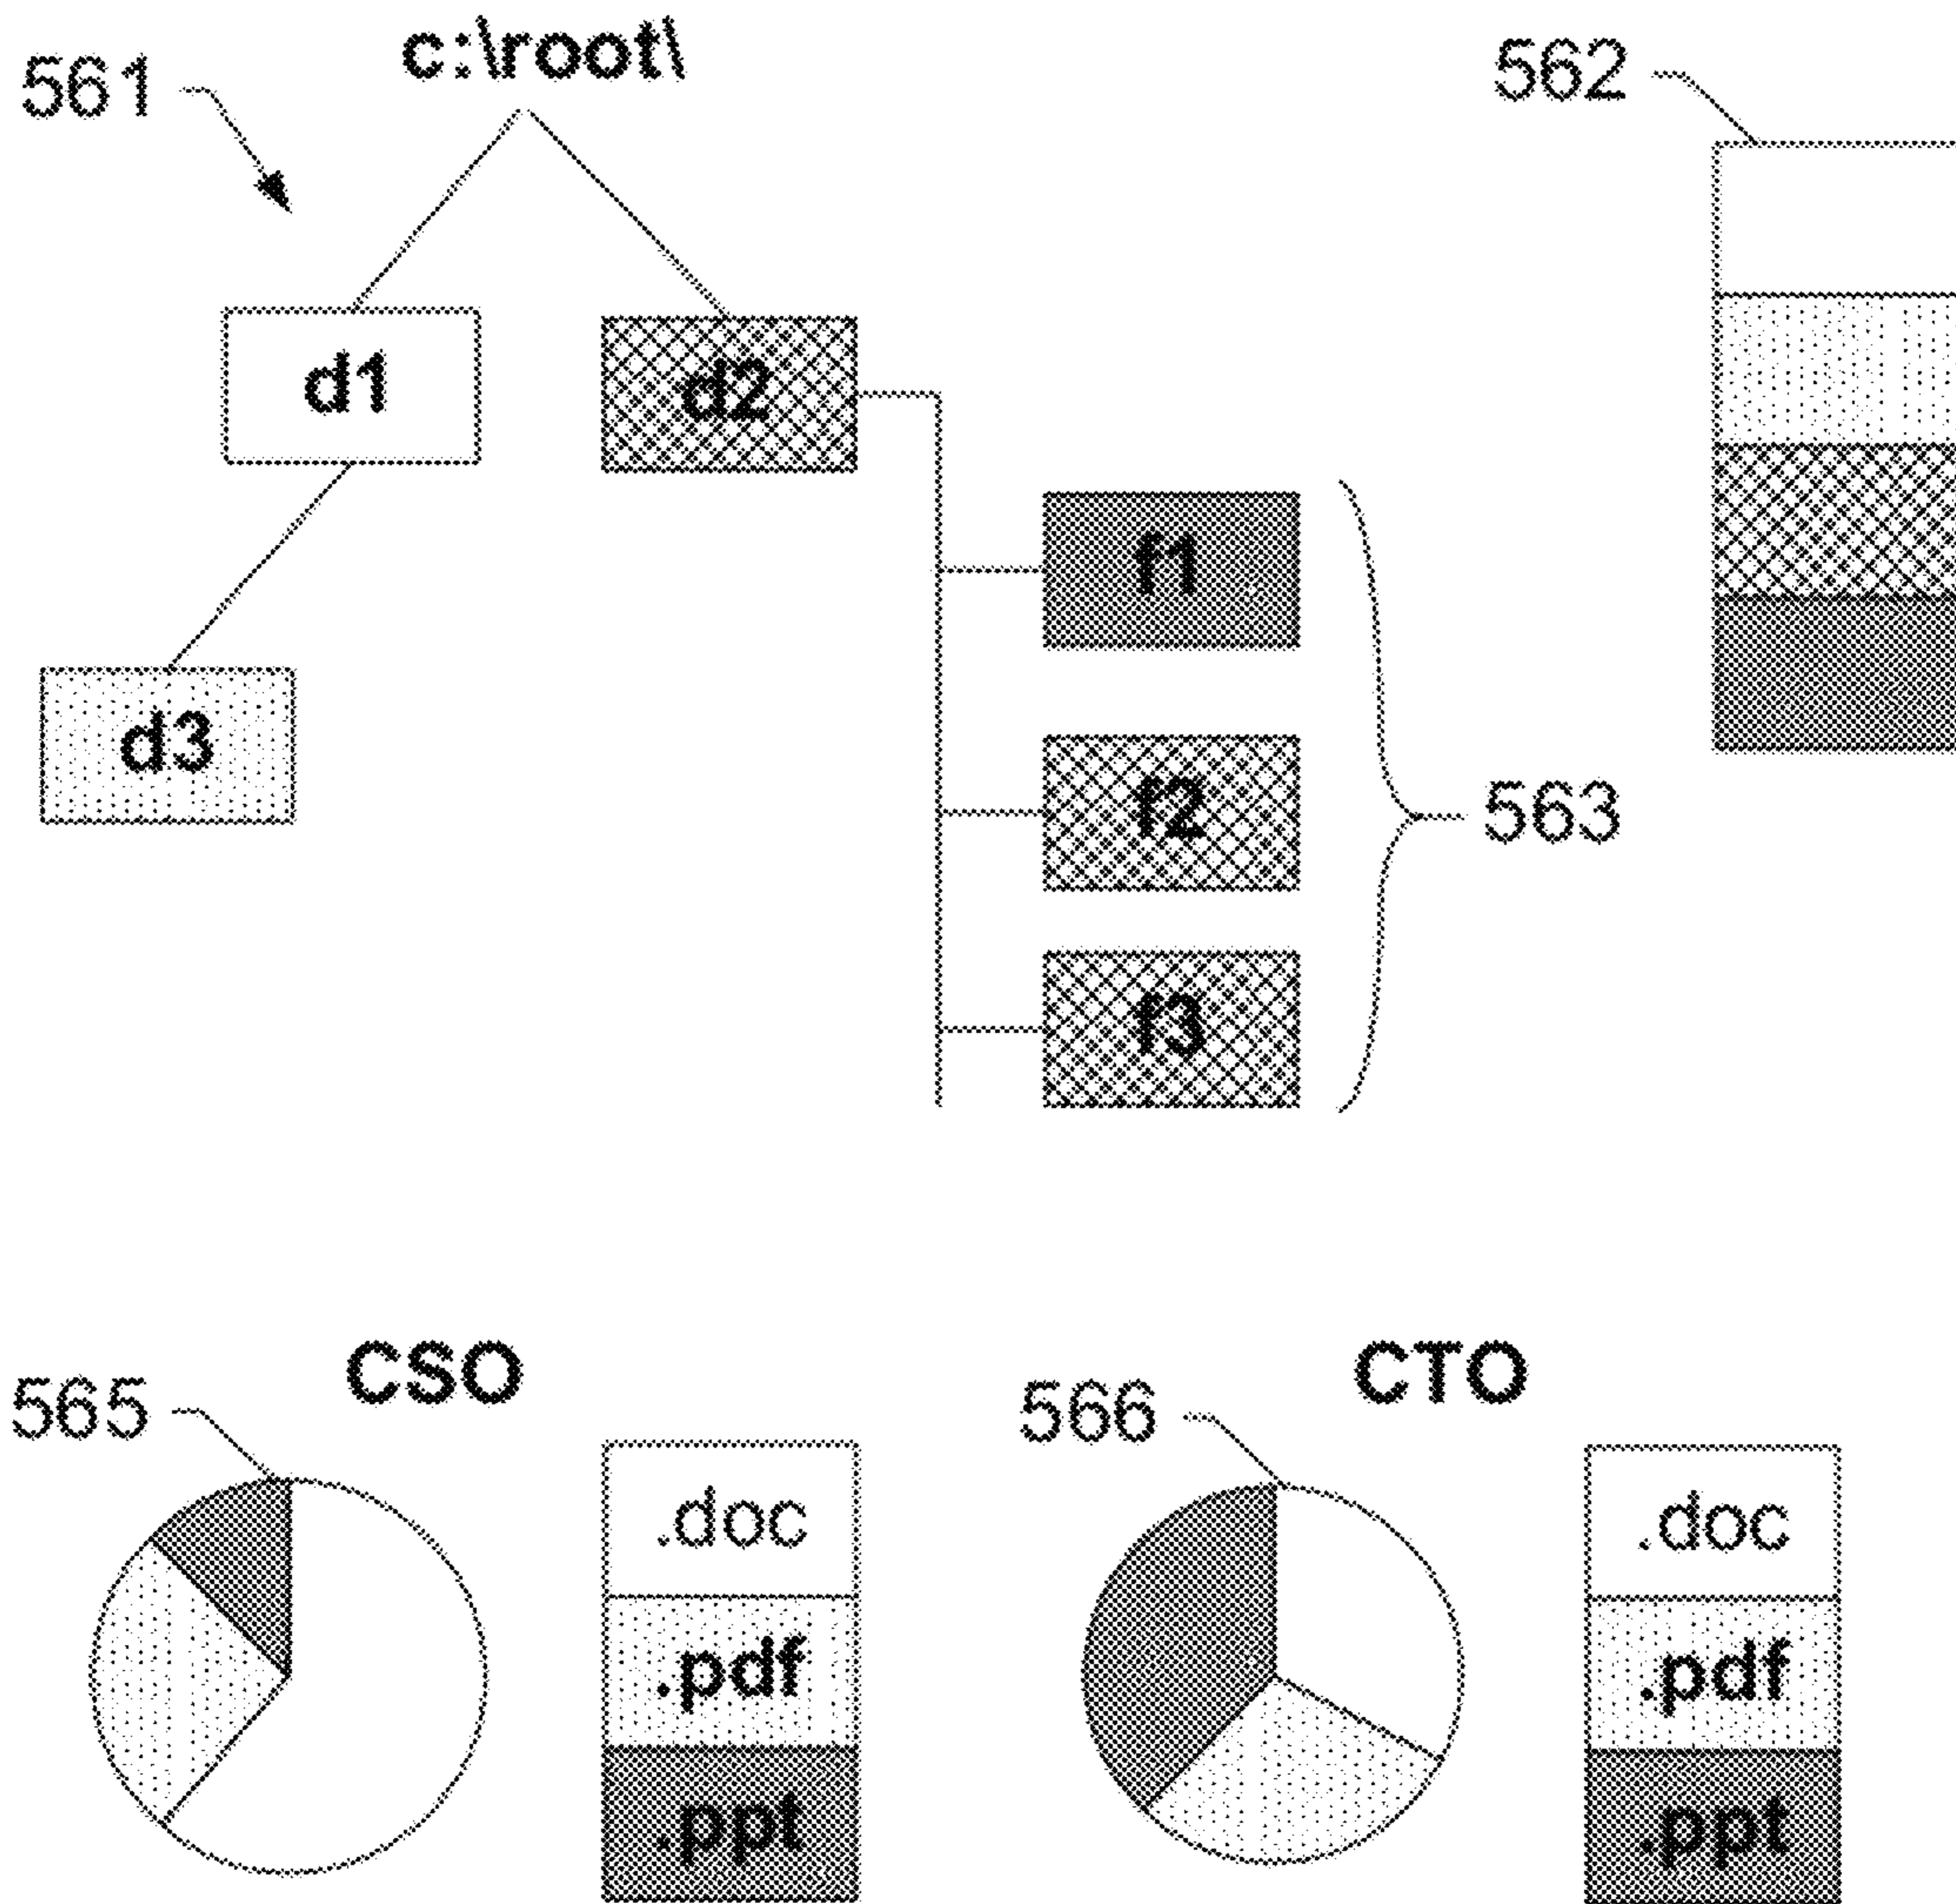 c:\root\
561
562
d1
d2
f1
d3
f2
563
f3
CSO
CTO
565
566
.doc
.doc
.pdf
.pdf
.ppt
.ppt